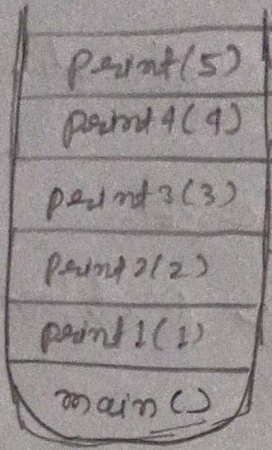 print(5)
print4(4)
print3(3)
print2(2)
print1(1)
main()